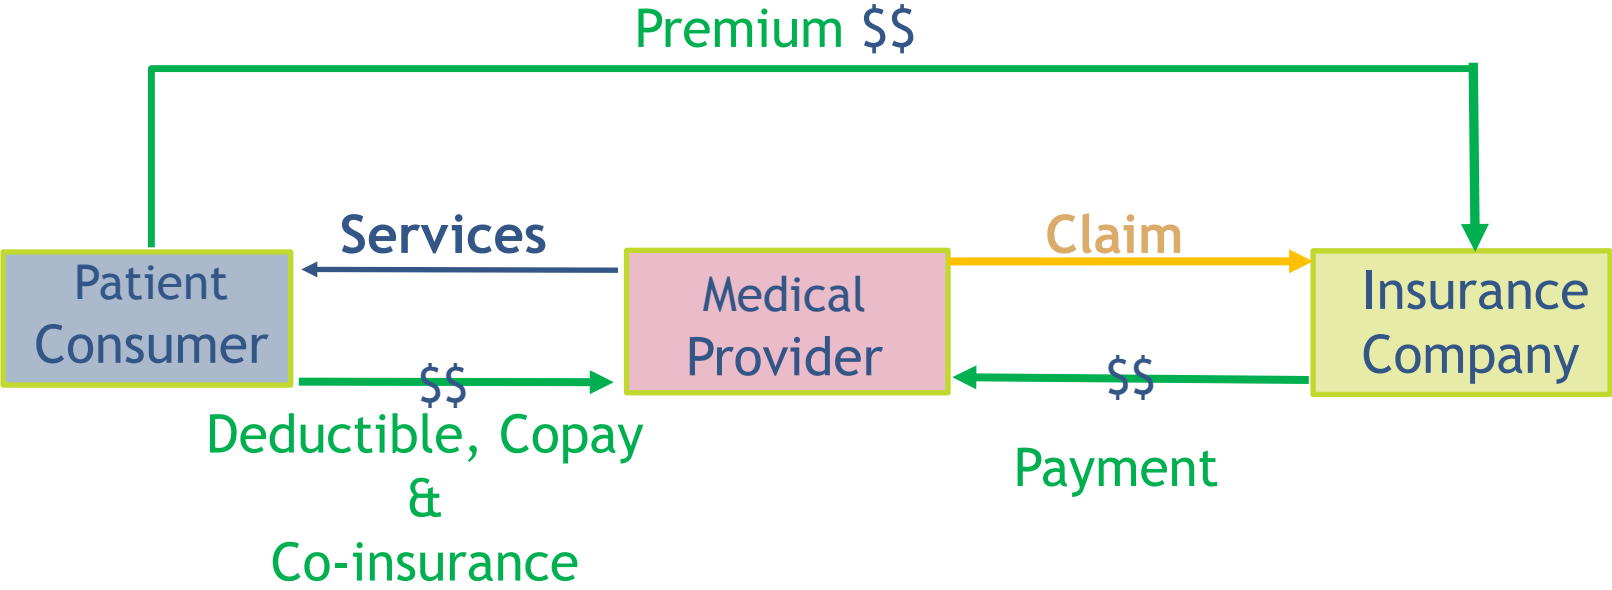 Premium $$
Services
Claim
Patient
Consumer
Medical
Provider
Insurance
Company
$$
$$
Deductible, Copay
&
Co-insurance
Payment